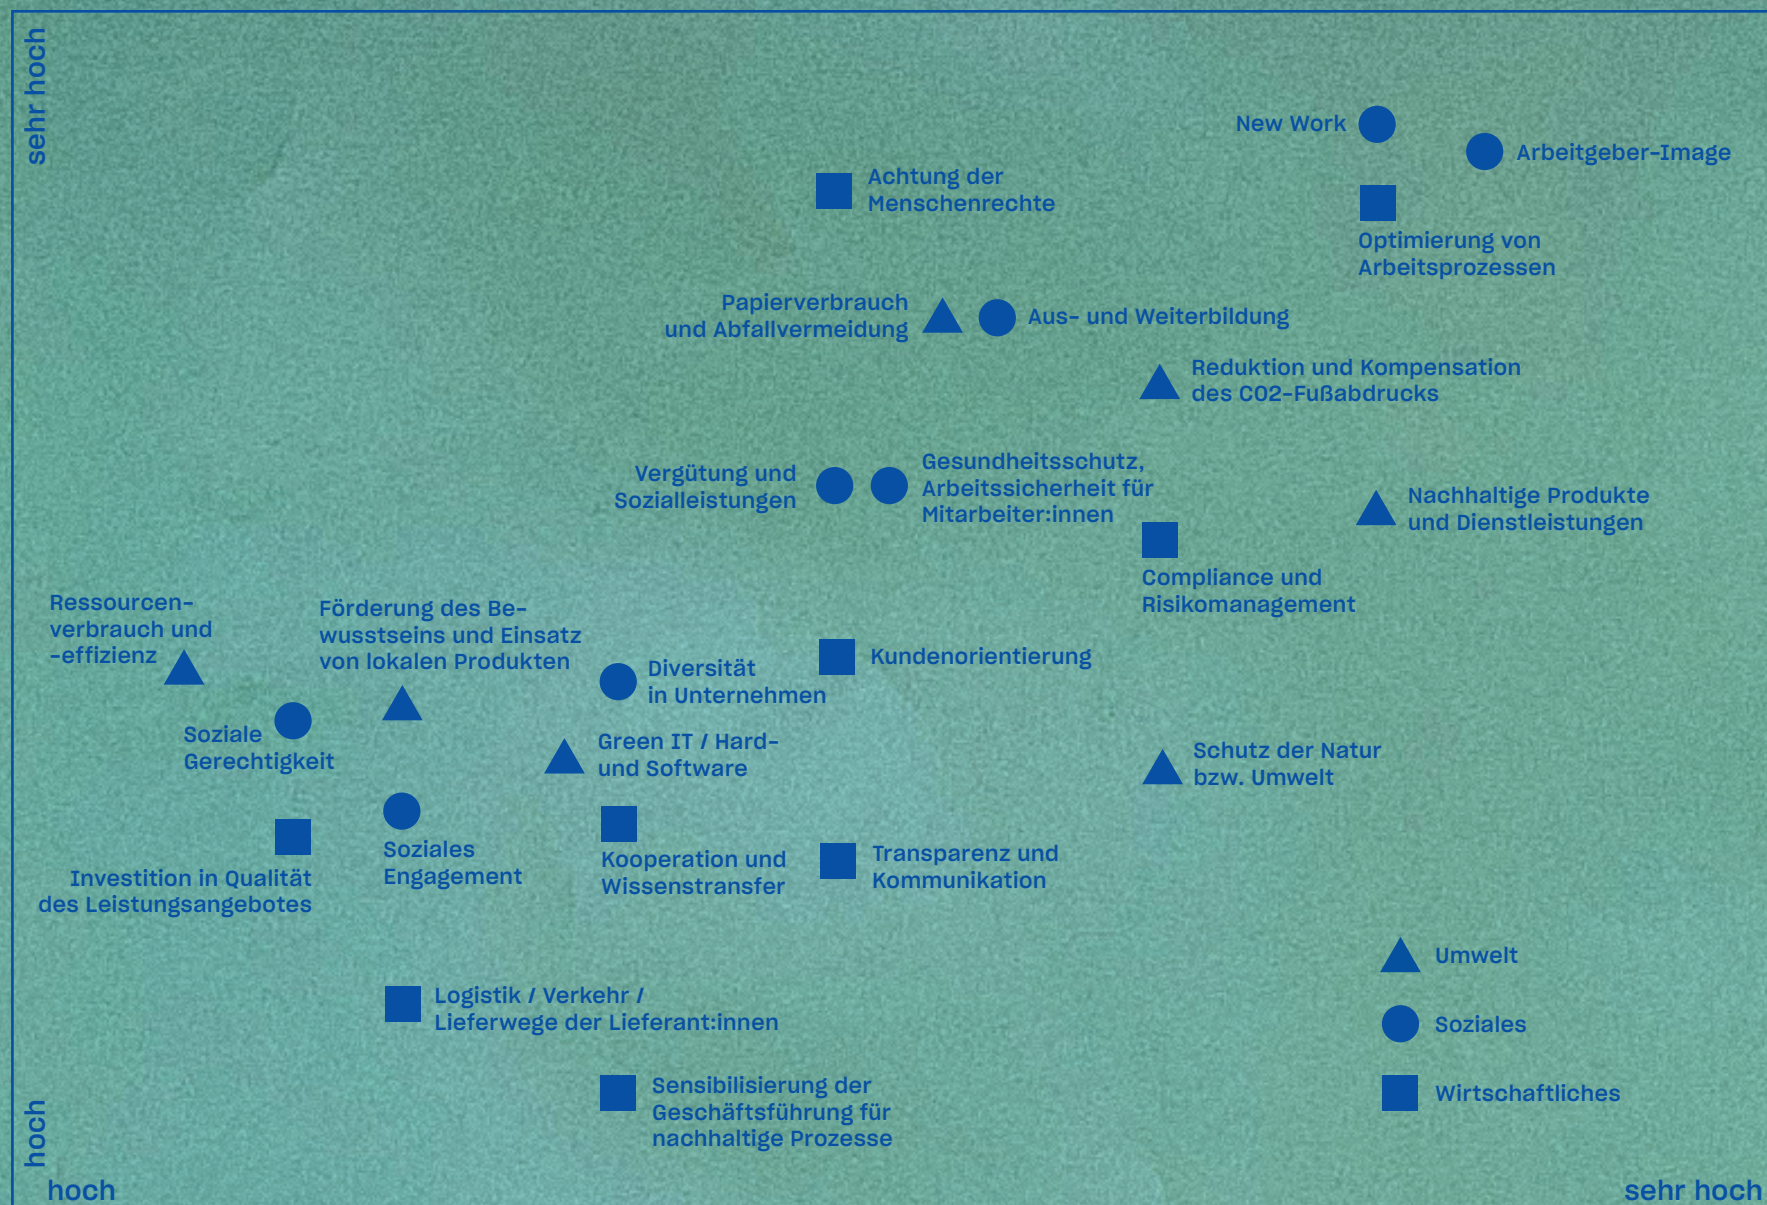 sehr hoch
New Work
Arbeitgeber-Image
Achtung der
Menschenrechte
Optimierung von
Arbeitsprozessen
Papierverbrauch
und Abfallvermeidung
Aus- und Weiterbildung
Reduktion und Kompensation
des CO2-Fußabdrucks
Vergütung und
Sozialleistungen
Gesundheitsschutz,
Arbeitssicherheit für
Mitarbeiter:innen
Nachhaltige Produkte
und Dienstleistungen
Compliance und
Risikomanagement
Ressourcen-
verbrauch und
-effizienz
Förderung des Be-
wusstseins und Einsatz
von lokalen Produkten
Diversität
in Unternehmen
Kundenorientierung
Soziale
Gerechtigkeit
Green IT / Hard-
und Software
Schutz der Natur
bzw. Umwelt
Investition in Qualität
des Leistungsangebotes
Soziales
Engagement
Kooperation und
Wissenstransfer
Transparenz und
Kommunikation
Logistik / Verkehr /
Lieferwege der Lieferant:innen
Sensibilisierung der
Geschäftsführung für
nachhaltige Prozesse
Umwelt
Soziales
Wirtschaftliches
hoch
hoch
sehr hoch